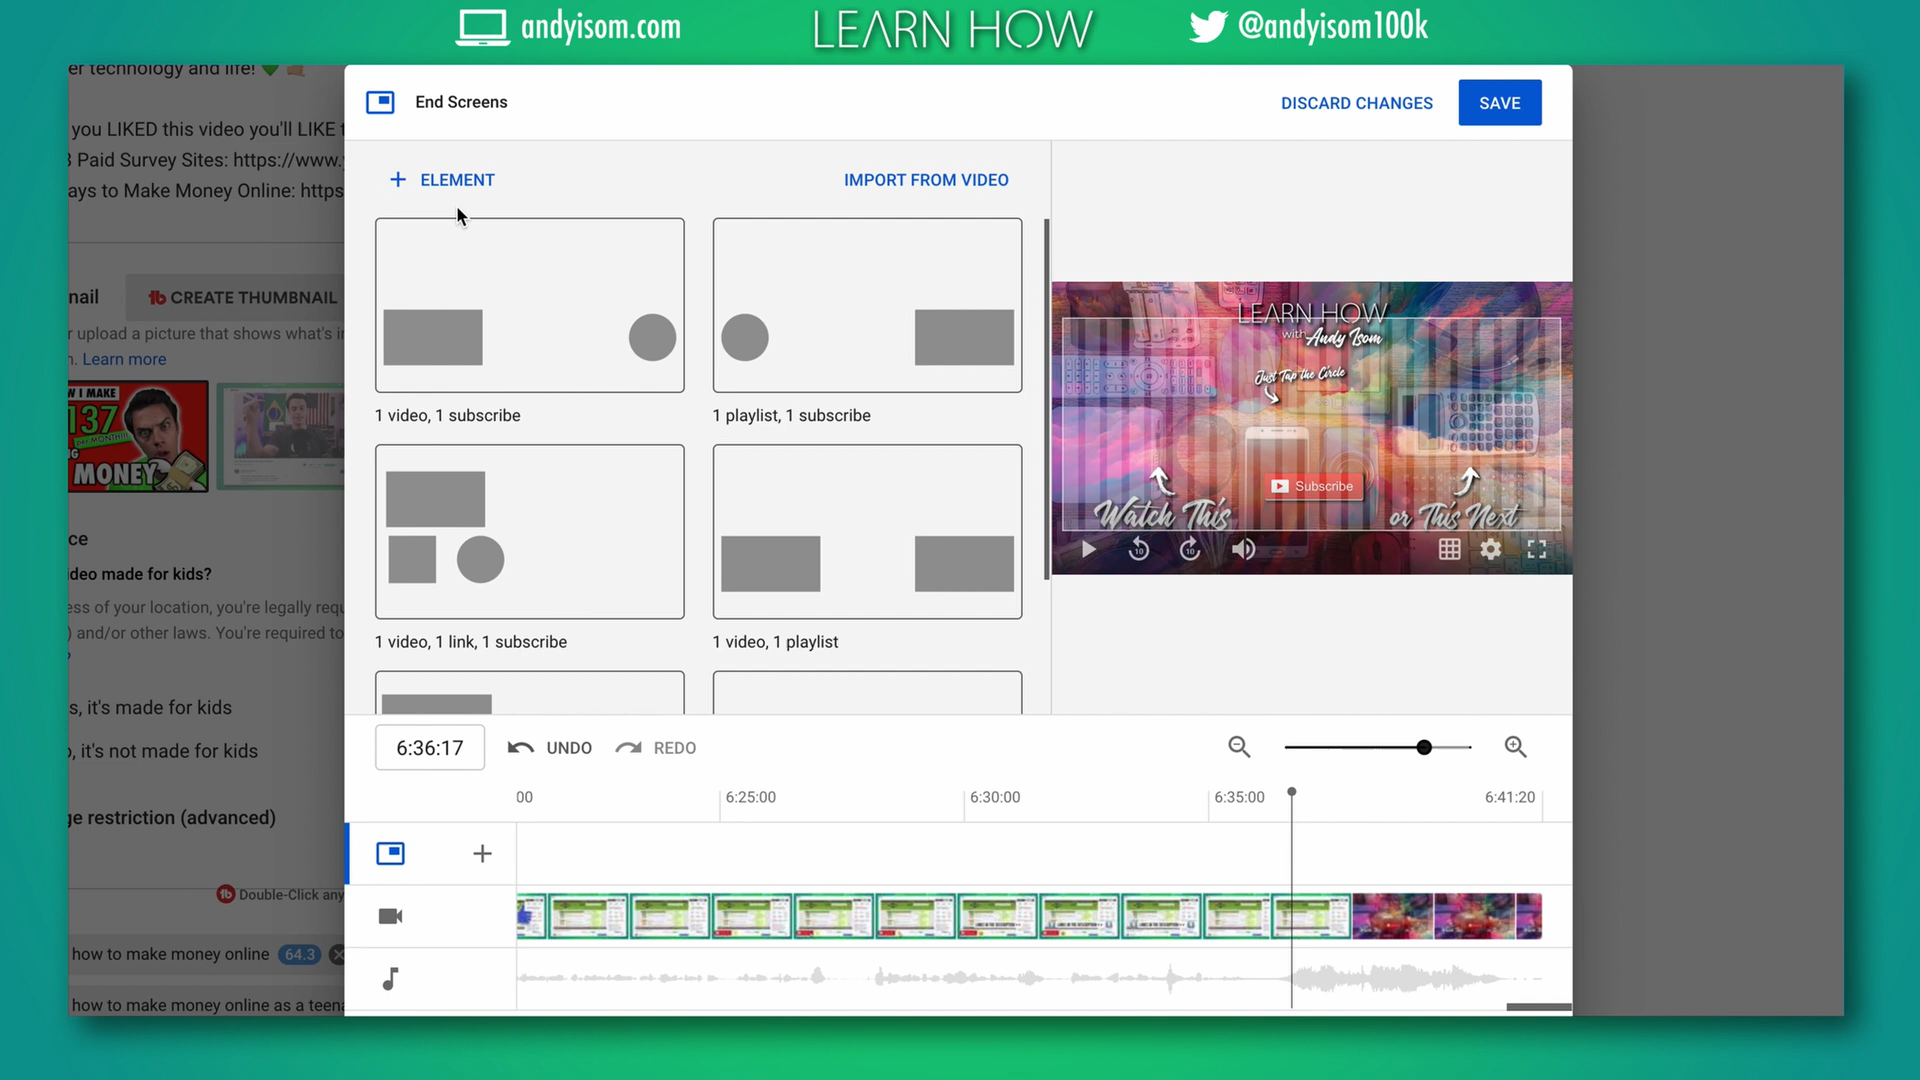 andyisom.com
LEARN HOW
@andyisom100k
er technology and life!
you LIKED this video you'll LIKE
3 Paid Survey Sites: https://www.
ays to Make Money Online: https
nail
CREATE THUMBNAIL
r upload a picture that shows what's
Learn more
W I MAKE
137
MONEY
ce
ideo made for kids?
ess of your location, you're legally
) and/or other laws. You're required to
s, it's made for kids
o, it's not made for kids
ge restriction (advanced)
Double-Click any
how to make money online 64.3
how to make money online as a teen
End Screens
DISCARD CHANGES
SAVE
+ ELEMENT
IMPORT FROM VIDEO
1 video, 1 subscribe
1 playlist, 1 subscribe
1 video, 1 link, 1 subscribe
1 video, 1 playlist
LEARN HOW
with Andy Isom
Just Tap the Circle
Subscribe
Watch This
or This Next
10
10
6:36:17
UNDO
REDO
00
6:25:00
6:30:00
6:35:00
6:41:20